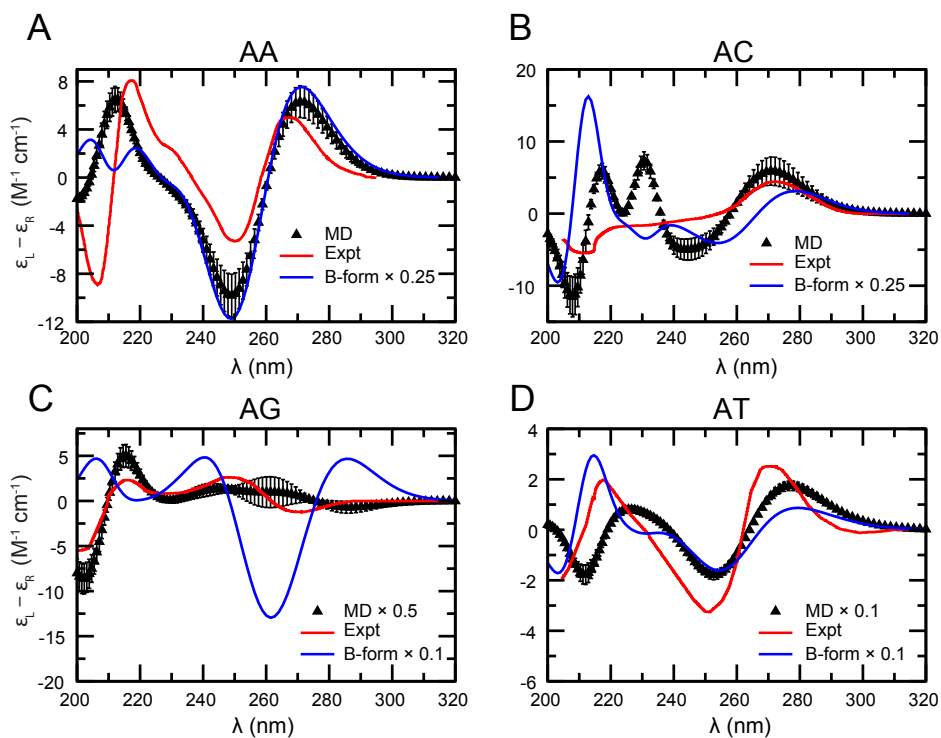 A
AA
8
4
0
-4
-8
-12
200 220 240 260 280 300 320
λ (nm)
ε_L − ε_R (M⁻¹ cm⁻¹)
MD
Expt
B-form × 0.25
B
AC
20
10
0
-10
200 220 240 260 280 300 320
λ (nm)
MD
Expt
B-form × 0.25
C
AG
5
0
-5
-10
-15
-20
200 220 240 260 280 300 320
λ (nm)
ε_L − ε_R (M⁻¹ cm⁻¹)
MD × 0.5
Expt
B-form × 0.1
D
AT
4
2
0
-2
-4
-6
200 220 240 260 280 300 320
λ (nm)
MD × 0.1
Expt
B-form × 0.1